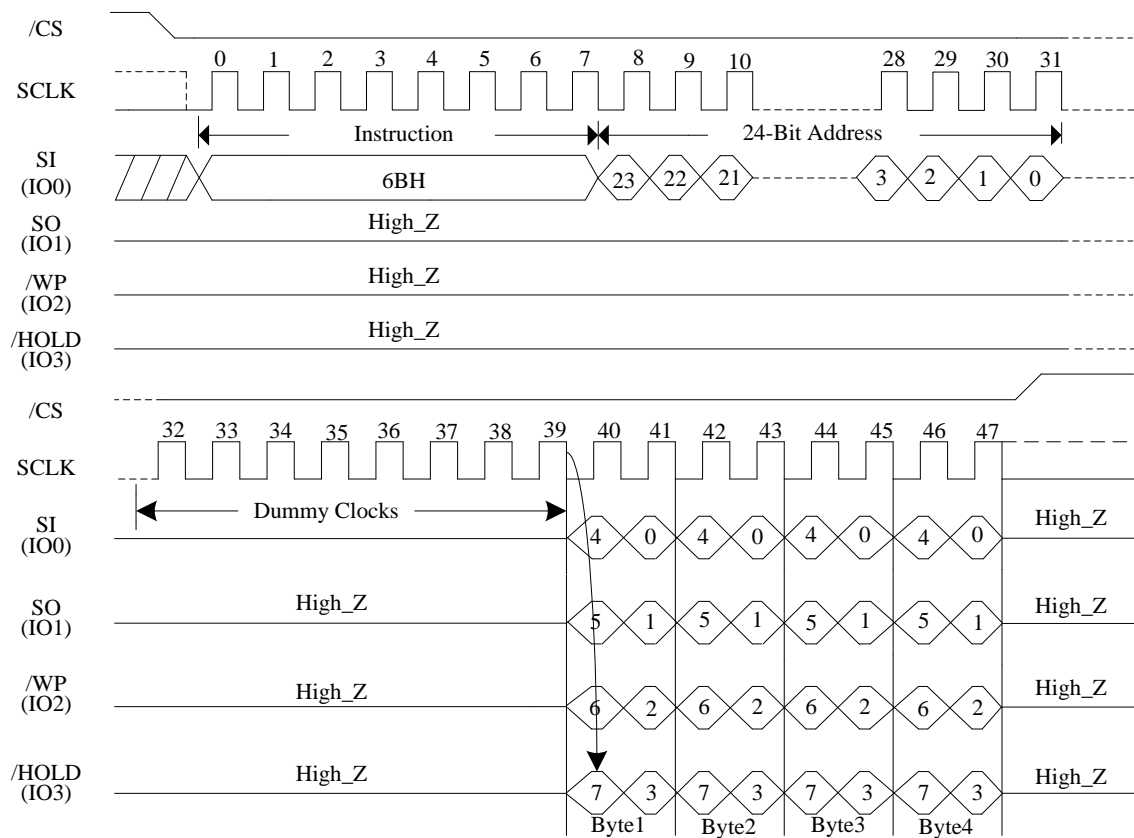 /CS
0 1 2 3 4 5 6 7 8 9 10 28 29 30 31
SCLK
Instruction 24-Bit Address
SI
(IO0)
6BH 23 22 21 3 2 1 0
SO
(IO1)
High_Z
/WP
(IO2)
High_Z
/HOLD
(IO3)
High_Z
/CS
32 33 34 35 36 37 38 39 40 41 42 43 44 45 46 47
SCLK
Dummy Clocks
SI
(IO0)
4 0 4 0 4 0 4 0 High_Z
SO
(IO1)
High_Z 5 1 5 1 5 1 5 1 High_Z
/WP
(IO2)
High_Z 6 2 6 2 6 2 6 2 High_Z
/HOLD
(IO3)
High_Z 7 3 7 3 7 3 7 3 High_Z
Byte1 Byte2 Byte3 Byte4